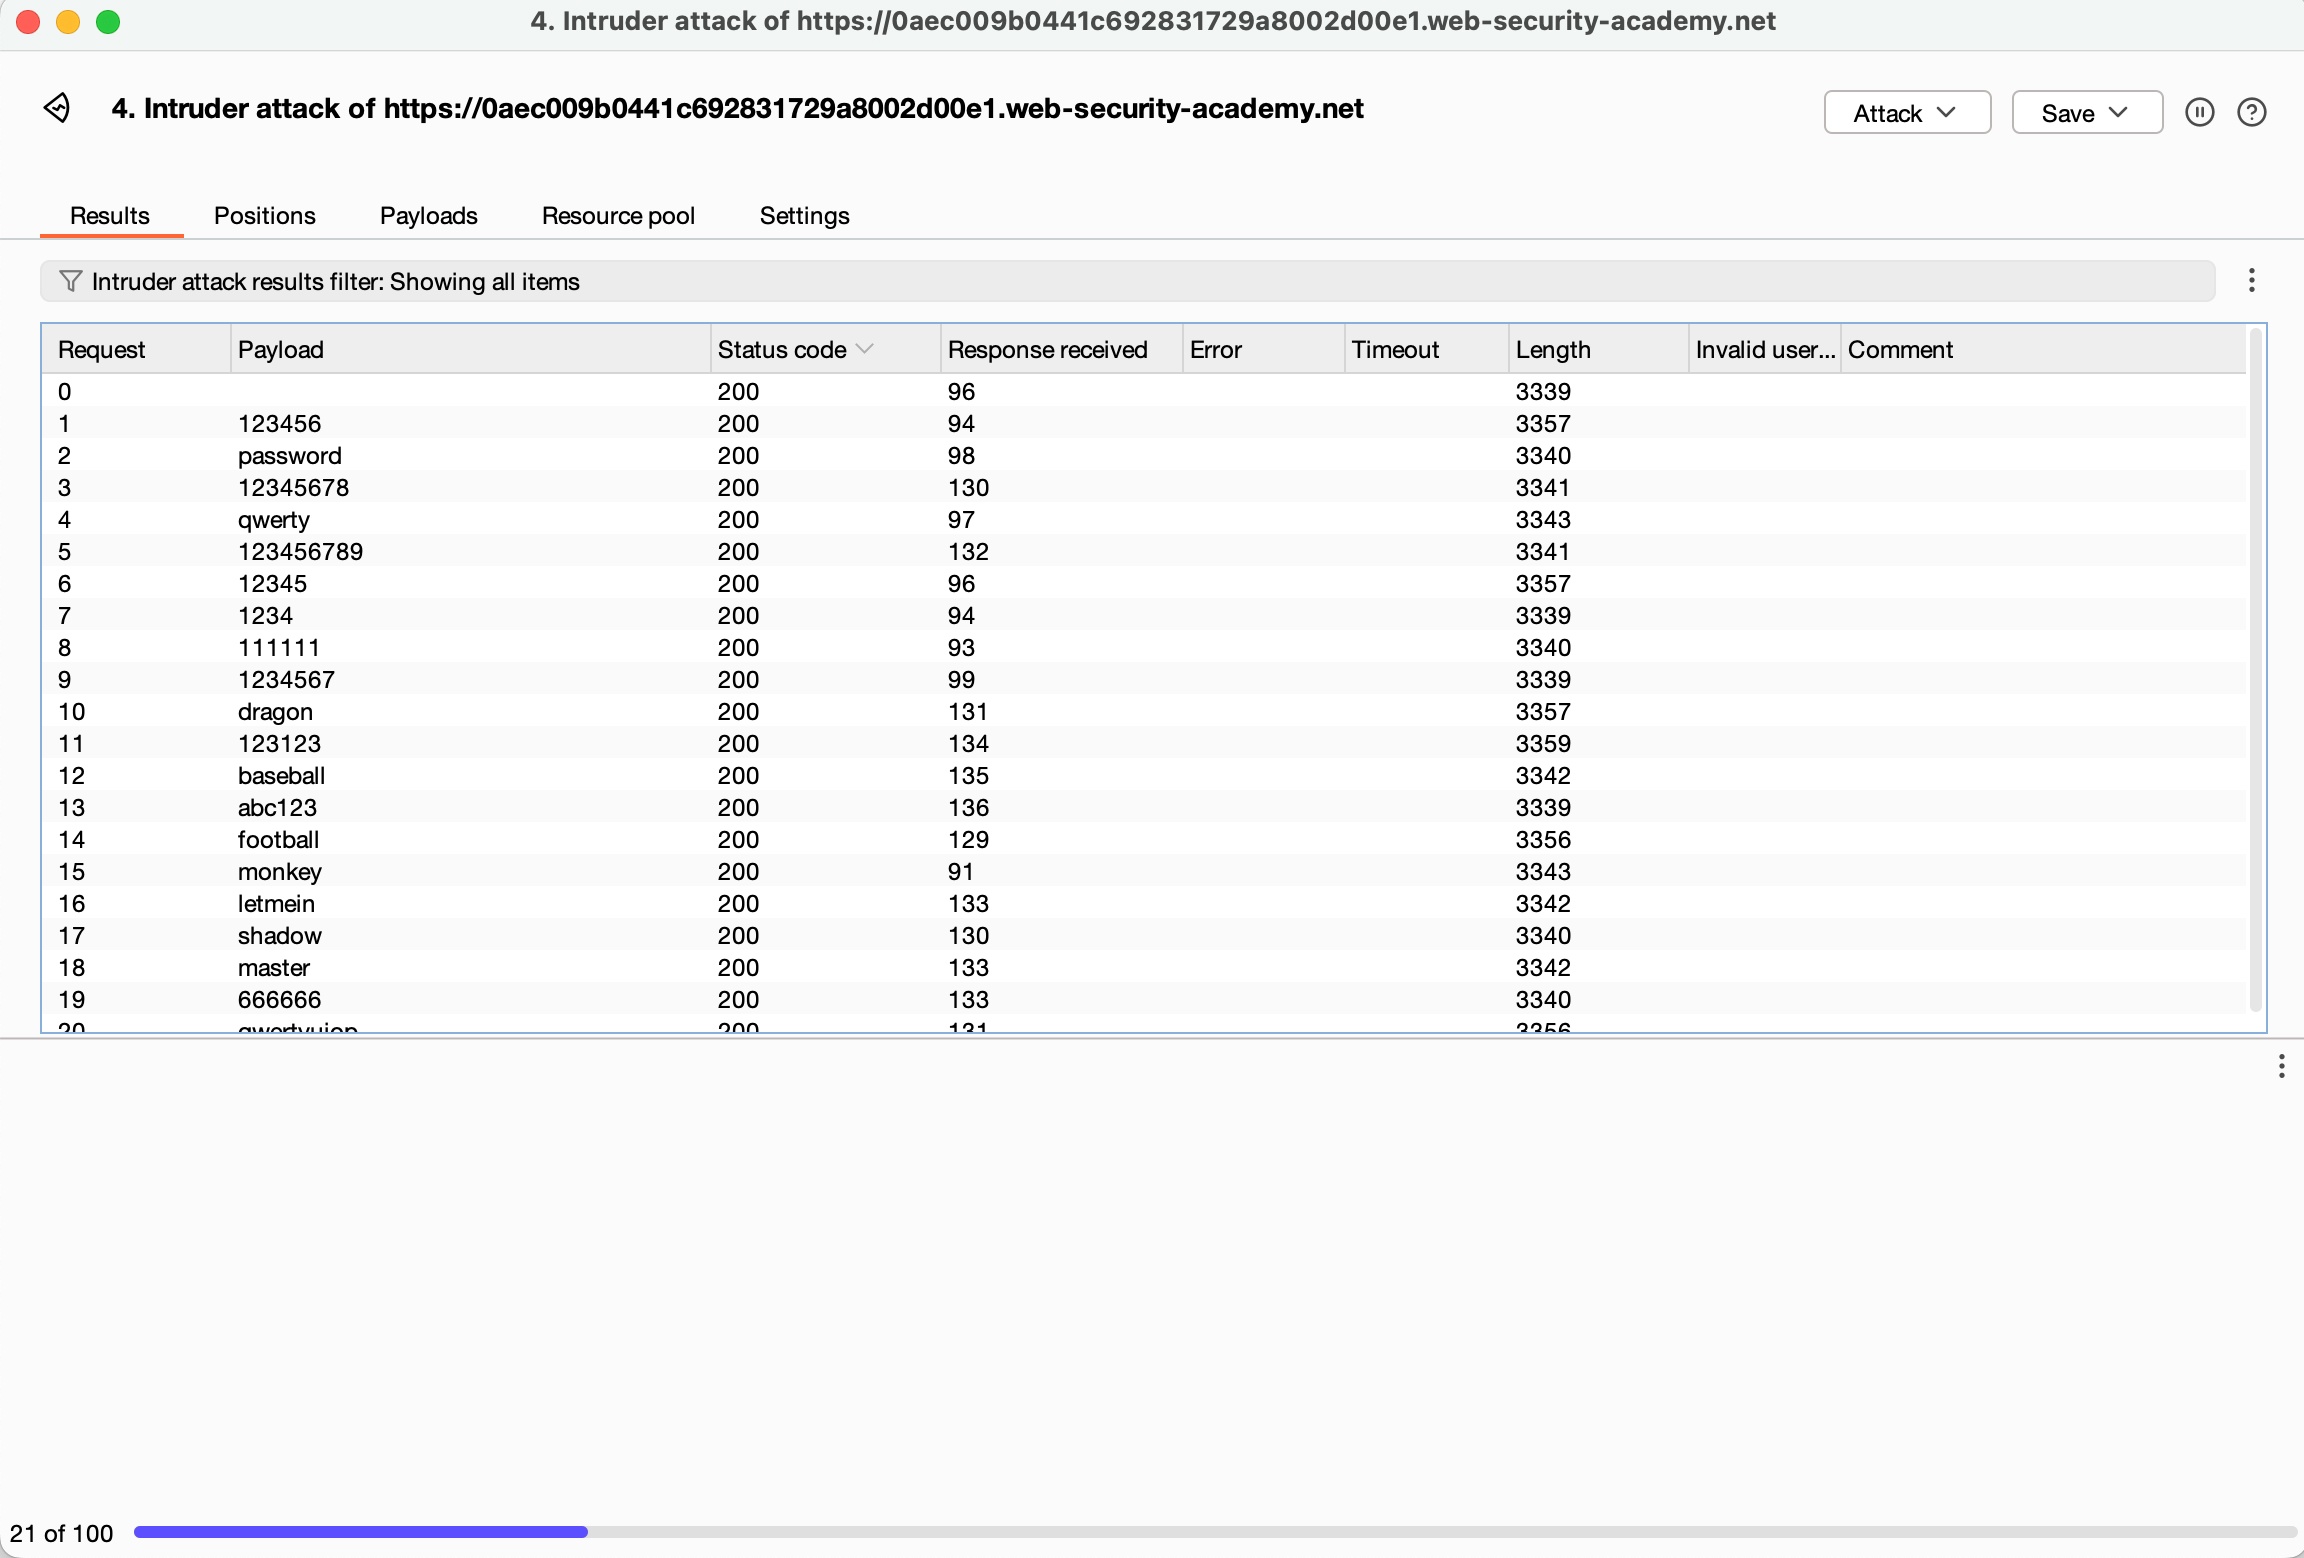 4. Intruder attack of https://0aec009b0441c692831729a8002d00e1.web-security-academy.net
4. Intruder attack of https://0aec009b0441c692831729a8002d00e1.web-security-academy.net
Attack Save
Results Positions Payloads Resource pool Settings
Intruder attack results filter: Showing all items
Request Payload Status code Response received Error Timeout Length Invalid user... Comment
0 200 96 3339
1 123456 200 94 3357
2 password 200 98 3340
3 12345678 200 130 3341
4 qwerty 200 97 3343
5 123456789 200 132 3341
6 12345 200 96 3357
7 1234 200 94 3339
8 111111 200 93 3340
9 1234567 200 99 3339
10 dragon 200 131 3357
11 123123 200 134 3359
12 baseball 200 135 3342
13 abc123 200 136 3339
14 football 200 129 3356
15 monkey 200 91 3343
16 letmein 200 133 3342
17 shadow 200 130 3340
18 master 200 133 3342
19 666666 200 133 3340
20 qwertyuiop 200 131 3356
21 of 100